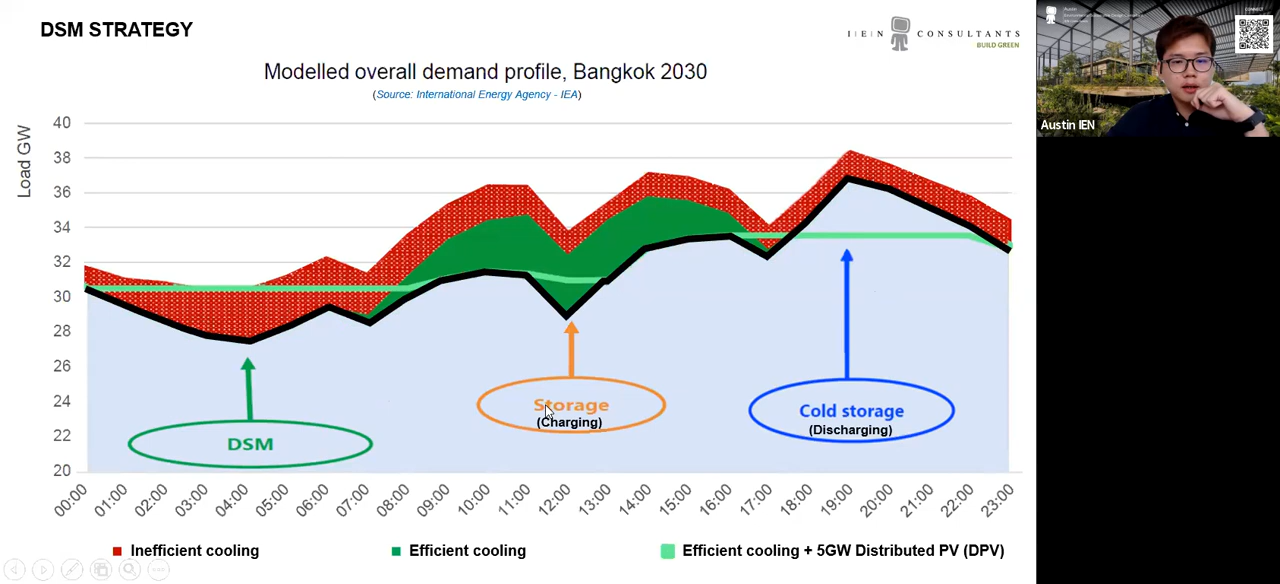 DSM STRATEGY
I|E|N CONSULTANTS
BUILD GREEN
Modelled overall demand profile, Bangkok 2030
(Source: International Energy Agency - IEA)
Load GW
40
38
36
34
32
30
28
26
24
22
20
DSM
Storage
(Charging)
Cold storage
(Discharging)
00:00
01:00
02:00
03:00
04:00
05:00
06:00
07:00
08:00
09:00
10:00
11:00
12:00
13:00
14:00
15:00
16:00
17:00
18:00
19:00
20:00
21:00
22:00
23:00
Inefficient cooling
Efficient cooling
Efficient cooling + 5GW Distributed PV (DPV)
Austin
CONNECT
Austin IEN